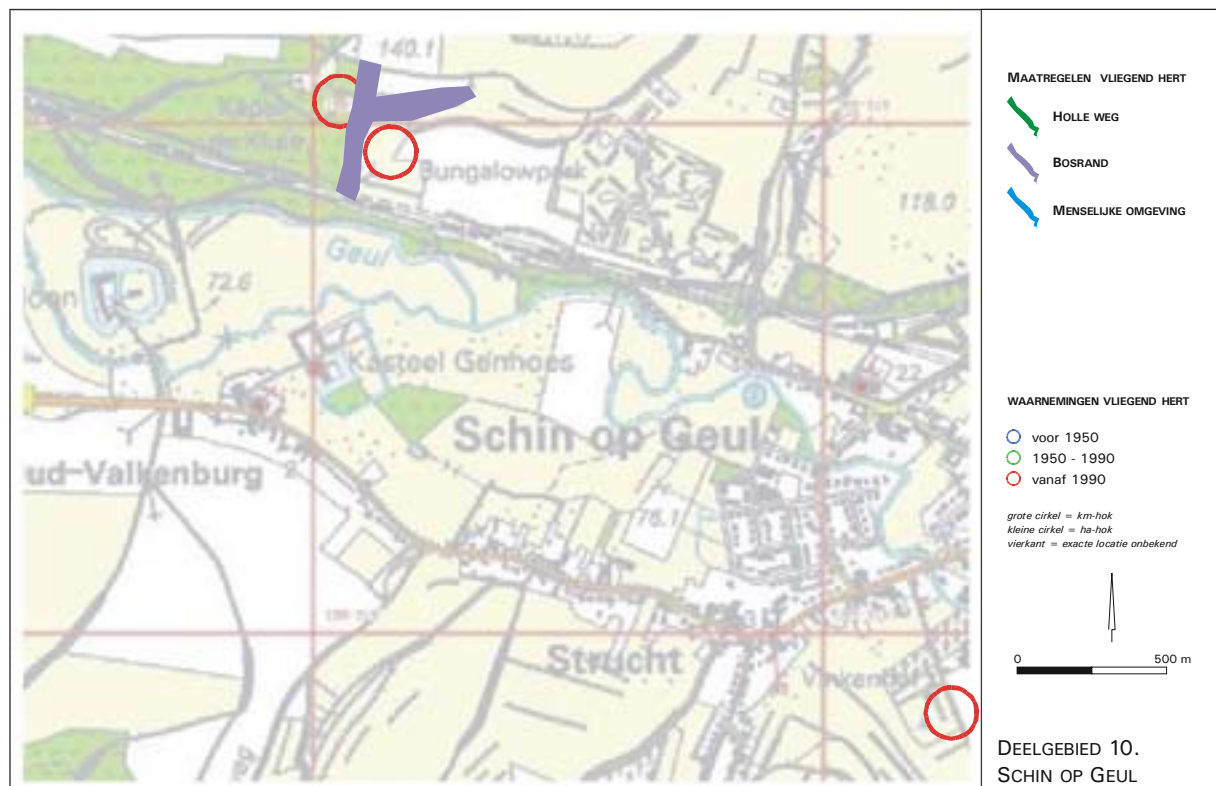 140.1
Bungalowpark
118.0
Geul
72.6
Kasteel Genhoes
22
Schin op Geul
ud-Valkenburg
76.1
Strucht
MAATREGELEN VLIEGEND HERT
HOLLE WEG
BOSRAND
MENSELIJKE OMGEVING
WAARNEMINGEN VLIEGEND HERT
voor 1950
1950 - 1990
vanaf 1990
grote cirkel = km-hok
kleine cirkel = ha-hok
vierkant = exacte locatie onbekend
0 500 m
DEELGEBIED 10.
SCHIN OP GEUL